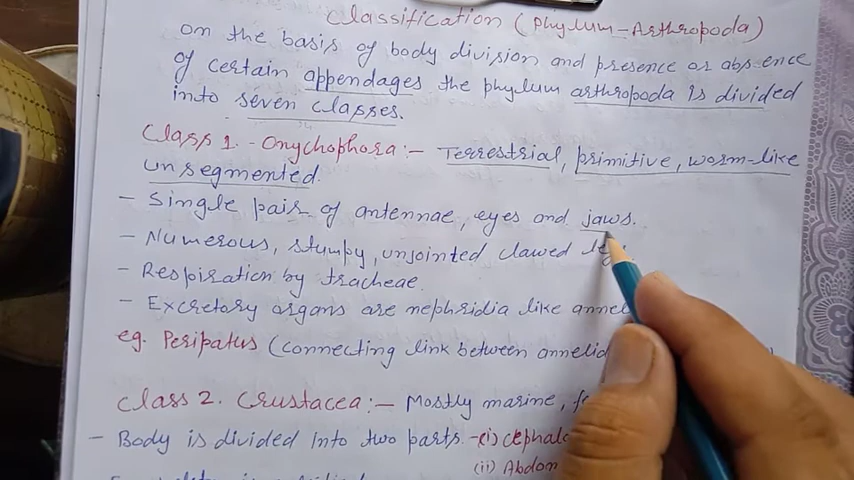 Classification (Phylum-Arthropoda)
on the basis of body division and presence or absence
of certain appendages the phylum arthropoda is divided
into seven classes.
Class 1. - Onychophora :- Terrestrial, primitive, worm-like
unsegmented.
- Single pair of antennae, eyes and jaws.
- Numerous, stumpy, unjointed clawed
- Respiration by tracheae.
- Excretory organs are nephridia like
eg. Peripatus (connecting link between
Class 2. Crustacea :- Mostly marine,
- Body is divided into two parts - (i)
(ii)